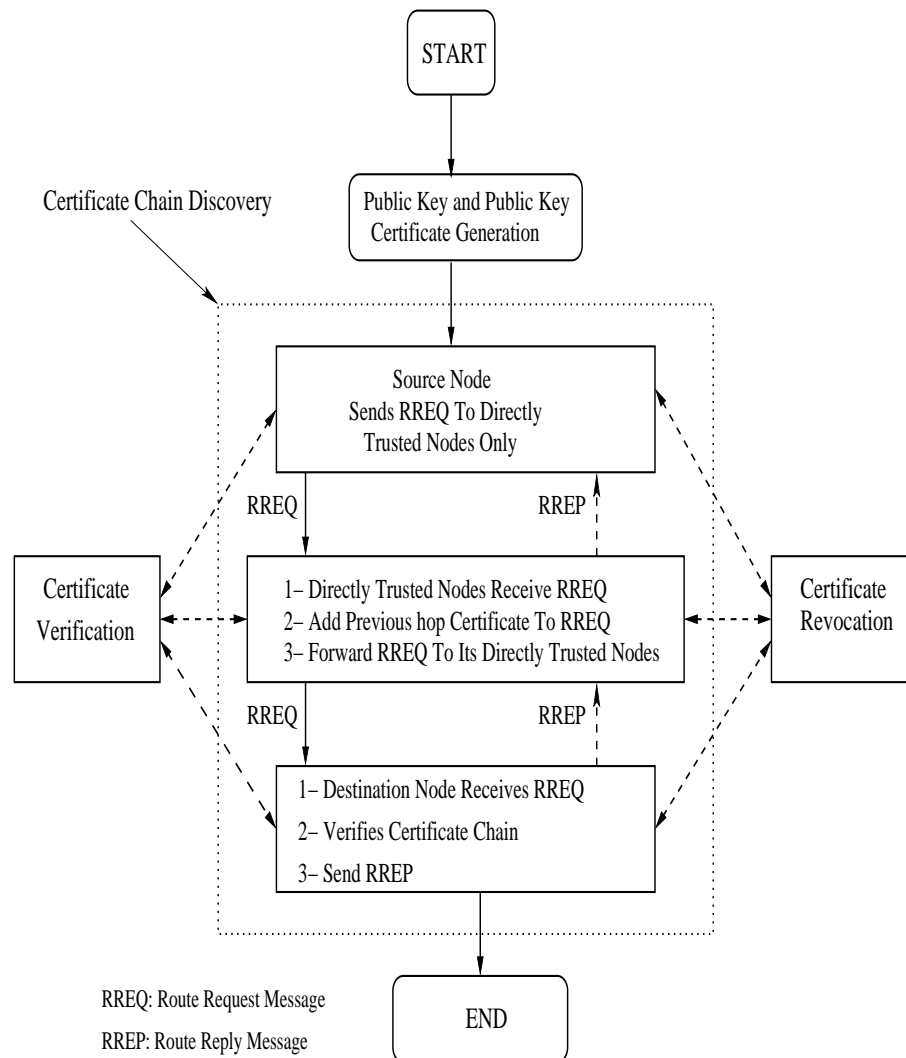 START
Certificate Chain Discovery
Public Key and Public Key
Certificate Generation
Source Node
Sends RREQ To Directly
Trusted Nodes Only
RREQ
RREP
Certificate
Verification
1– Directly Trusted Nodes Receive RREQ
2– Add Previous hop Certificate To RREQ
3– Forward RREQ To Its Directly Trusted Nodes
Certificate
Revocation
RREQ
RREP
1– Destination Node Receives RREQ
2– Verifies Certificate Chain
3– Send RREP
END
RREQ: Route Request Message
RREP: Route Reply Message